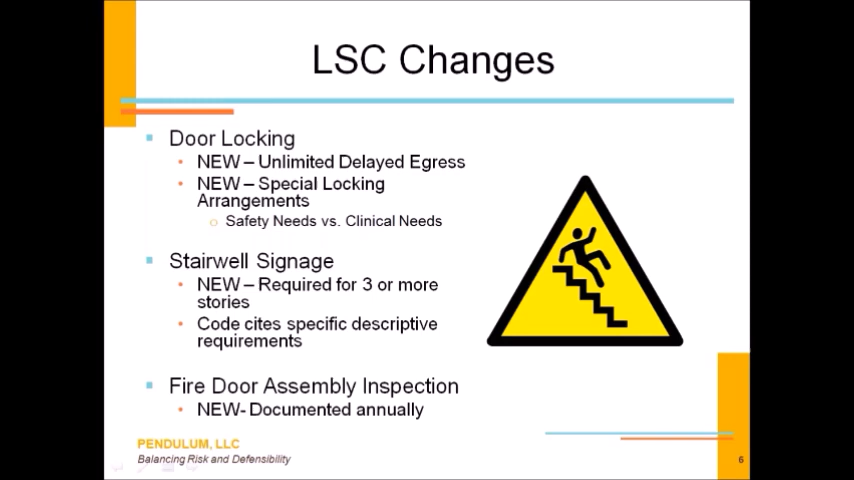 LSC Changes
Door Locking
NEW – Unlimited Delayed Egress
NEW – Special Locking
Arrangements
Safety Needs vs. Clinical Needs
Stairwell Signage
NEW – Required for 3 or more
stories
Code cites specific descriptive
requirements
Fire Door Assembly Inspection
NEW- Documented annually
PENDULUM, LLC
Balancing Risk and Defensibility
6